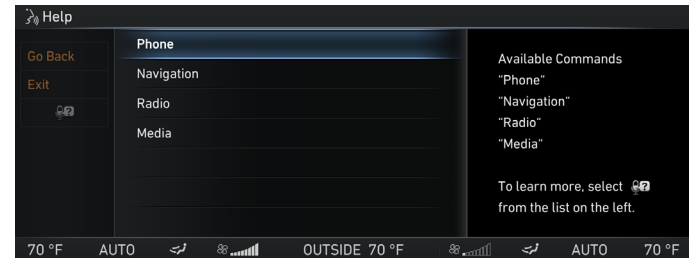 Help
Go Back
Exit
Phone
Navigation
Radio
Media
Available Commands
"Phone"
"Navigation"
"Radio"
"Media"
To learn more, select
from the list on the left.
70 °F AUTO OUTSIDE 70 °F AUTO 70 °F